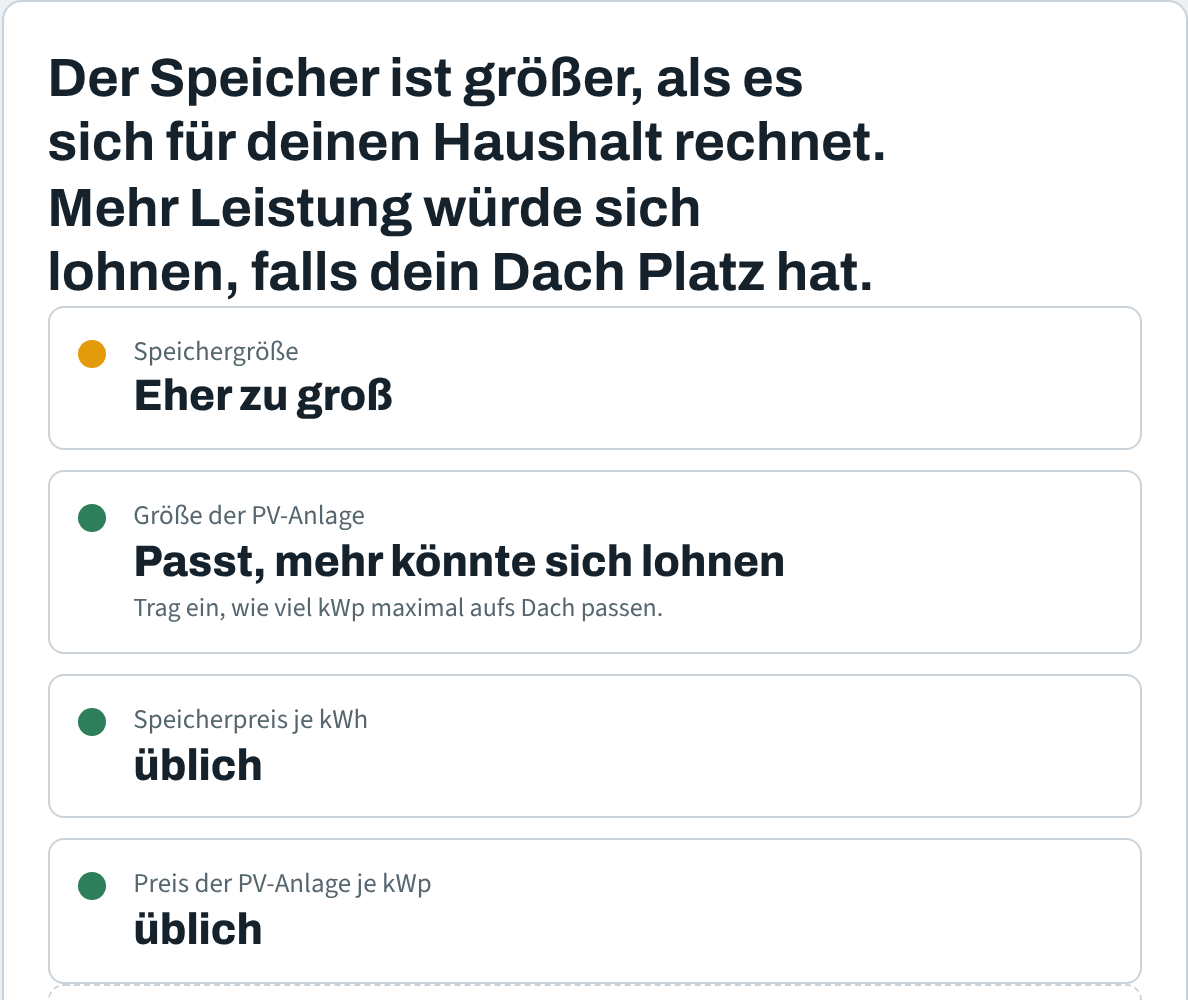 Der Speicher ist größer, als es
sich für deinen Haushalt rechnet.
Mehr Leistung würde sich
lohnen, falls dein Dach Platz hat.
Speichergröße
Eher zu groß
Größe der PV-Anlage
Passt, mehr könnte sich lohnen
Trag ein, wie viel kWp maximal aufs Dach passen.
Speicherpreis je kWh
üblich
Preis der PV-Anlage je kWp
üblich